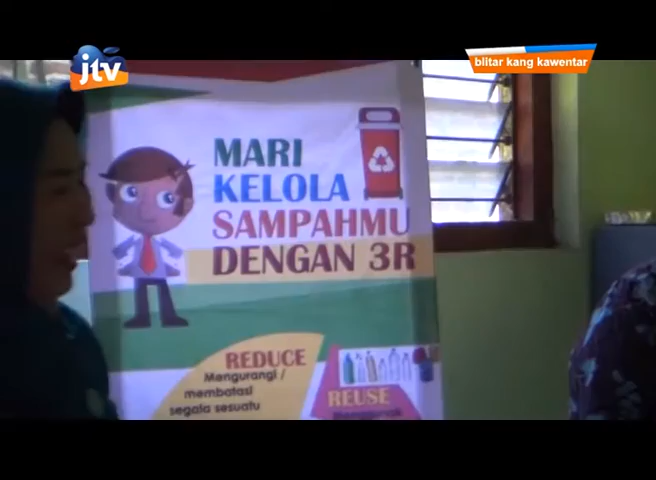 jtv
blitar kang kawentar
MARI
KELOLA
SAMPAHMU
DENGAN 3R
REDUCE
Mengurangi /
membatasi
segala sesuatu
REUSE